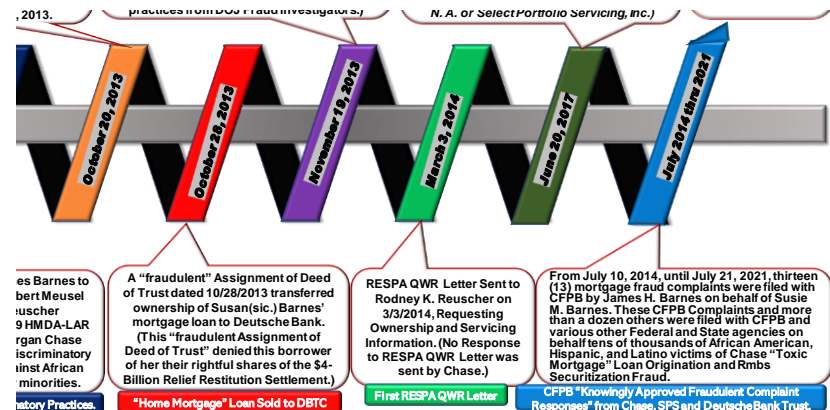 , 2013.
practices from DOJ Fraud Investigators.)
N. A. or Select Portfolio Servicing, Inc.)
October 20, 2013
October 28, 2013
November 19, 2013
March 3, 2014
June 20, 2017
July 2014 thru 2021
es Barnes to
bert Meusel
euscher
9 HMDA-LAR
rgan Chase
iscriminatory
ainst African
minorities.
natory Practices.
A “fraudulent” Assignment of Deed
of Trust dated 10/28/2013 transferred
ownership of Susan(sic.) Barnes’
mortgage loan to Deutsche Bank.
(This “fraudulent Assignment of
Deed of Trust” denied this borrower
of her their rightful shares of the $4-
Billion Relief Restitution Settlement.)
“Home Mortgage” Loan Sold to DBTC
RESPA QWR Letter Sent to
Rodney K. Reuscher on
3/3/2014, Requesting
Ownership and Servicing
Information. (No Response
to RESPA QWR Letter was
sent by Chase.)
First RESPA QWR Letter
From July 10, 2014, until July 21, 2021, thirteen
(13) mortgage fraud complaints were filed with
CFPB by James H. Barnes on behalf of Susie
M. Barnes. These CFPB Complaints and more
than a dozen others were filed with CFPB and
various other Federal and State agencies on
behalf tens of thousands of African American,
Hispanic, and Latino victims of Chase “Toxic
Mortgage” Loan Origination and Rmbs
Securitization Fraud.
CFPB “Knowingly Approved Fraudulent Complaint
Responses” from Chase, SPS and Deutsche Bank Trust.